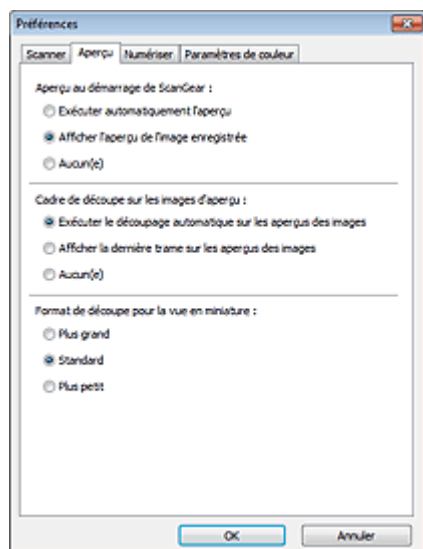 Préférences
Scanner Aperçu Numériser Paramètres de couleur
Aperçu au démarrage de ScanGear :
Exécuter automatiquement l'aperçu
Afficher l'aperçu de l'image enregistrée
Aucun(e)
Cadre de découpe sur les images d'aperçu :
Exécuter le découpage automatique sur les aperçus des images
Afficher la dernière trame sur les aperçus des images
Aucun(e)
Format de découpe pour la vue en miniature :
Plus grand
Standard
Plus petit
OK Annuler